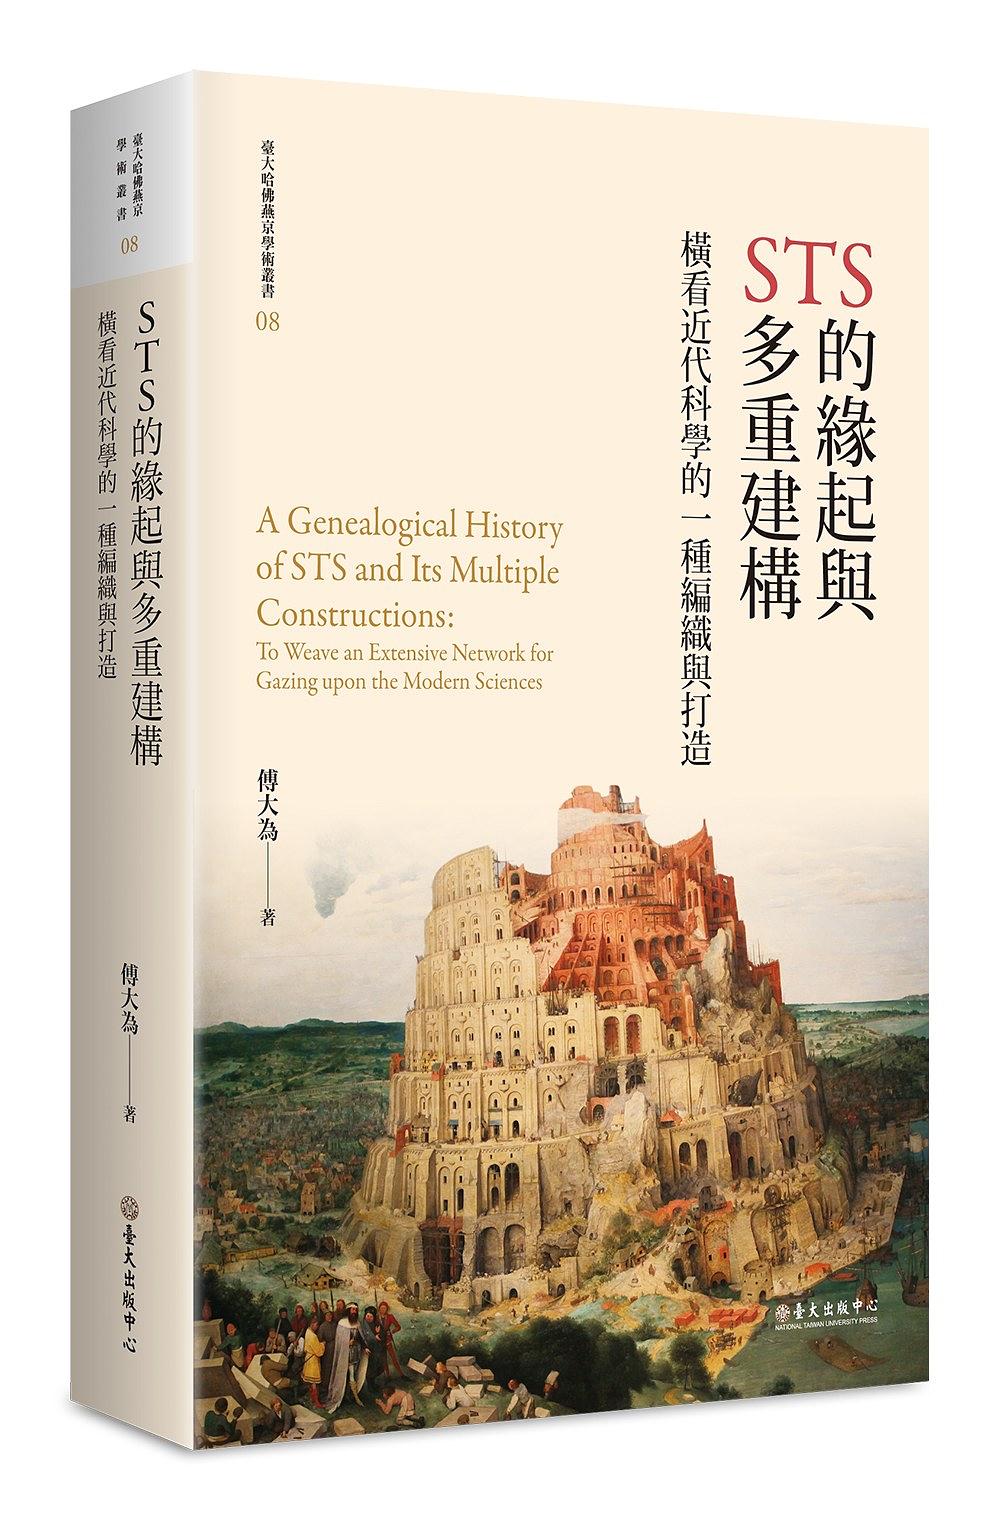 臺大哈佛燕京
學術叢書
08
STS的緣起與多重建構
橫看近代科學的一種編織與打造
傅大為——著
臺大出版中心
臺大哈佛燕京學術叢書
08
STS
的緣起與
多重建構
橫看近代科學的一種編織與打造
A Genealogical History
of STS and Its Multiple
Constructions:
To Weave an Extensive Network for
Gazing upon the Modern Sciences
傅大為——著
臺大出版中心
NATIONAL TAIWAN UNIVERSITY PRESS